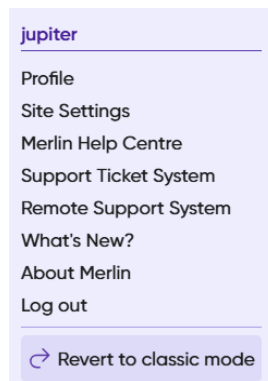 jupiter
Profile
Site Settings
Merlin Help Centre
Support Ticket System
Remote Support System
What's New?
About Merlin
Log out
Revert to classic mode